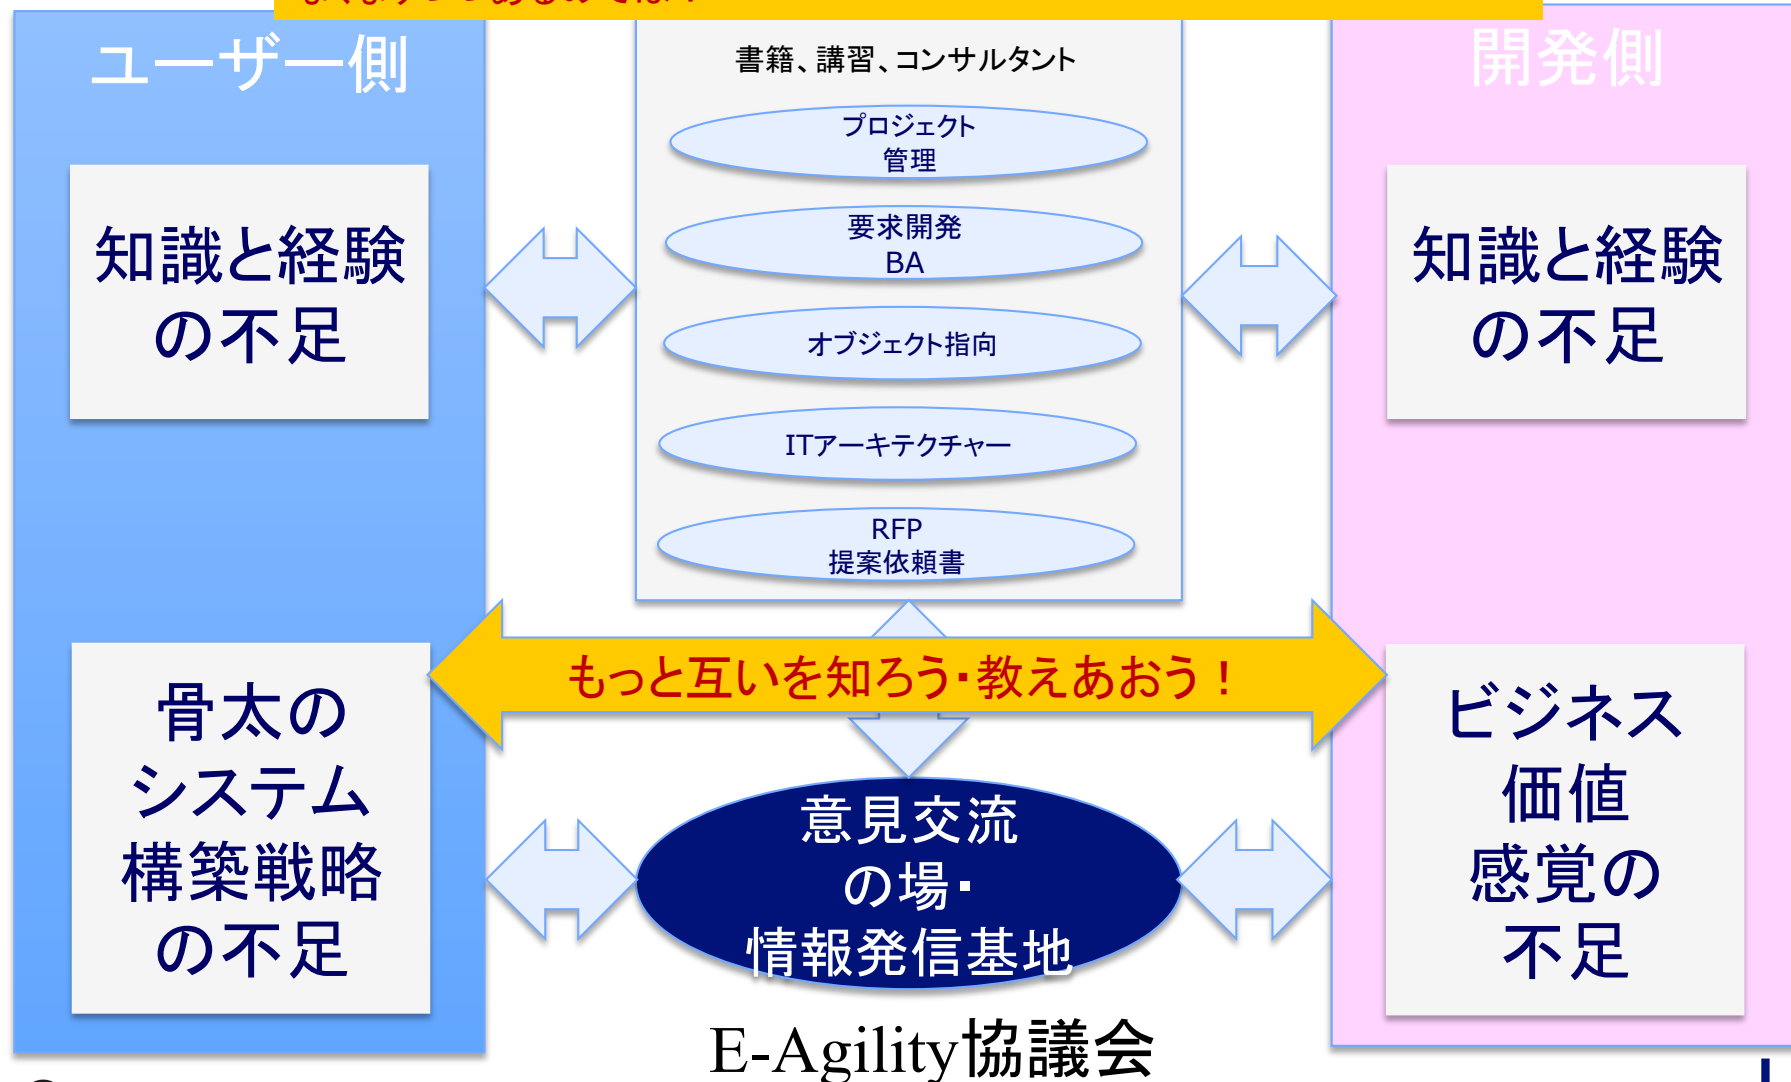 ユーザー側
知識と経験
の不足
骨太の
システム
構築戦略
の不足
書籍、講習、コンサルタント
プロジェクト
管理
要求開発
BA
オブジェクト指向
ITアーキテクチャー
RFP
提案依頼書
もっと互いを知ろう・教えあおう！
意見交流
の場・
情報発信基地
E-Agility協議会
開発側
知識と経験
の不足
ビジネス
価値
感覚の
不足